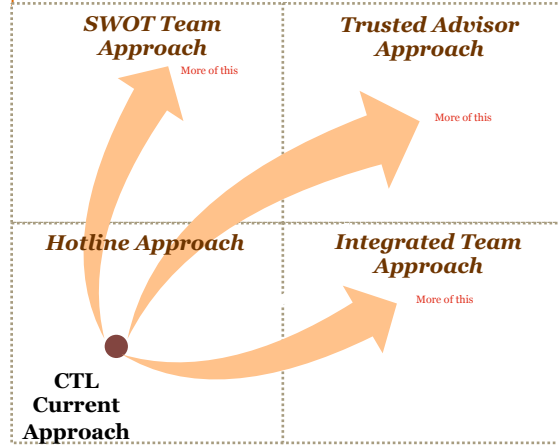 SWOT Team
Approach
More of this
Trusted Advisor
Approach
More of this
Hotline Approach
Integrated Team
Approach
More of this
CTL
Current
Approach